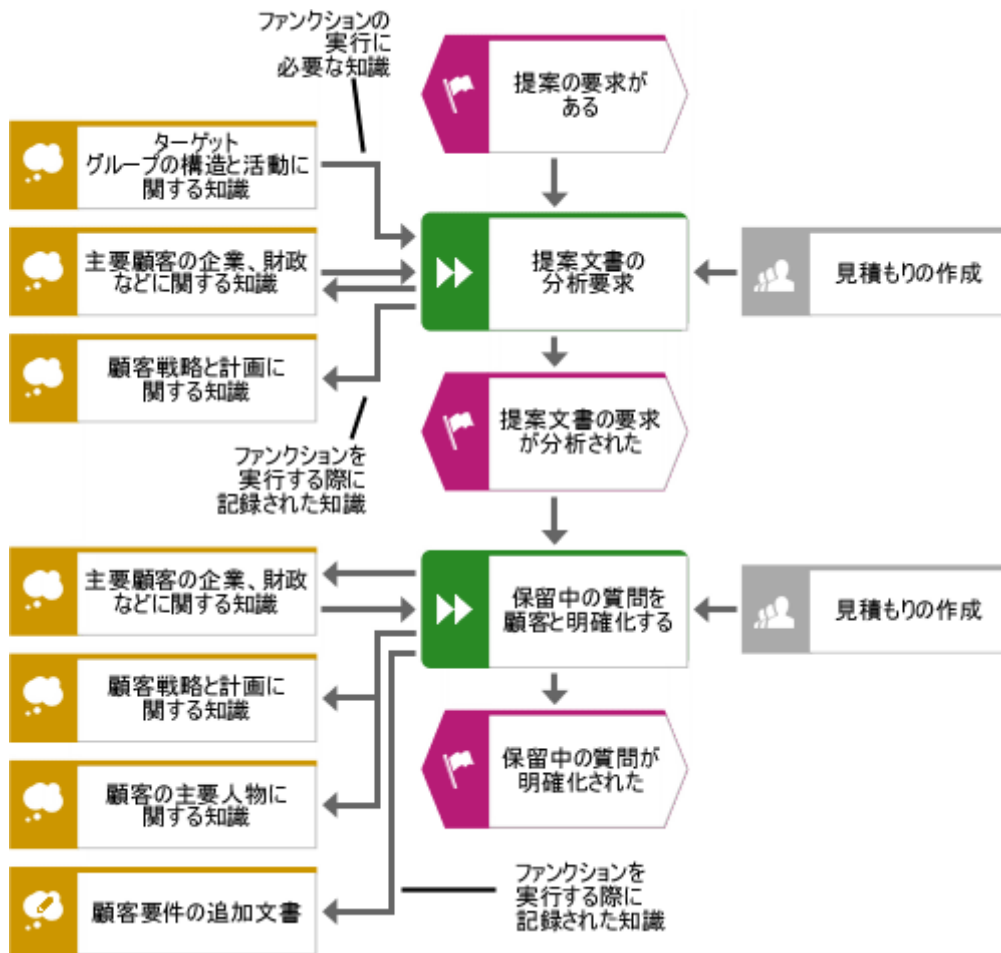 ファンクションの
実行に
必要な知識
提案の要求が
ある
ターゲット
グループの構造と活動に
関する知識
主要顧客の企業、財政
などに関する知識
提案文書の
分析要求
見積もりの作成
顧客戦略と計画に
関する知識
提案文書の要求
が分析された
ファンクションを
実行する際に
記録された知識
主要顧客の企業、財政
などに関する知識
保留中の質問を
顧客と明確化する
見積もりの作成
顧客戦略と計画に
関する知識
保留中の質問が
明確化された
顧客の主要人物に
関する知識
顧客要件の追加文書
ファンクションを
実行する際に
記録された知識